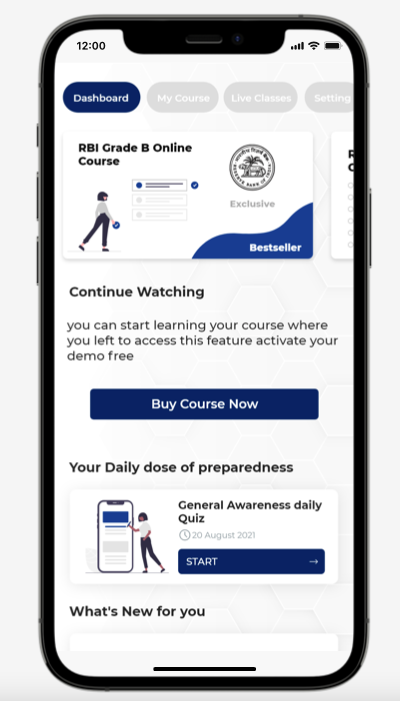 12:00
Dashboard
My Course
Live Classes
Setting
RBI Grade B Online
Course
Exclusive
Bestseller
Continue Watching
you can start learning your course where
you left to access this feature activate your
demo free
Buy Course Now
Your Daily dose of preparedness
General Awareness daily
Quiz
20 August 2021
START →
What's New for you